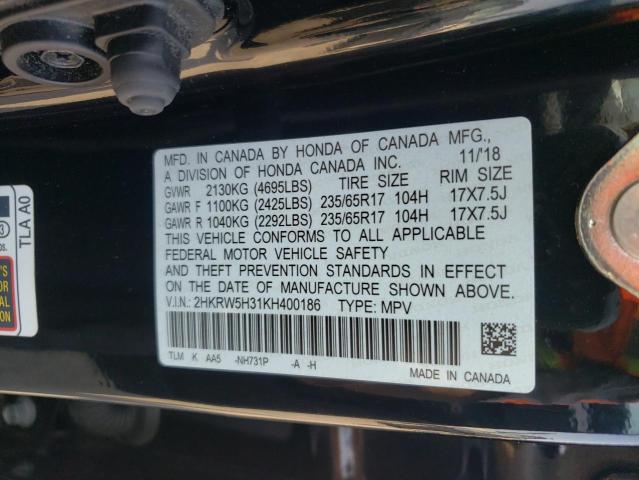 MFD. IN CANADA BY HONDA OF CANADA MFG.,
A DIVISION OF HONDA CANADA INC. 11/'18
GVWR 2130KG (4695LBS) TIRE SIZE RIM SIZE
GAWR F 1100KG (2425LBS) 235/65R17 104H 17X7.5J
GAWR R 1040KG (2292LBS) 235/65R17 104H 17X7.5J
THIS VEHICLE CONFORMS TO ALL APPLICABLE
FEDERAL MOTOR VEHICLE SAFETY
AND THEFT PREVENTION STANDARDS IN EFFECT
ON THE DATE OF MANUFACTURE SHOWN ABOVE.
V.I.N.: 2HKRW5H31KH400186 TYPE: MPV
TLM K AA5 -NH731P -A -H
MADE IN CANADA
TLA A0
3
os.
'S